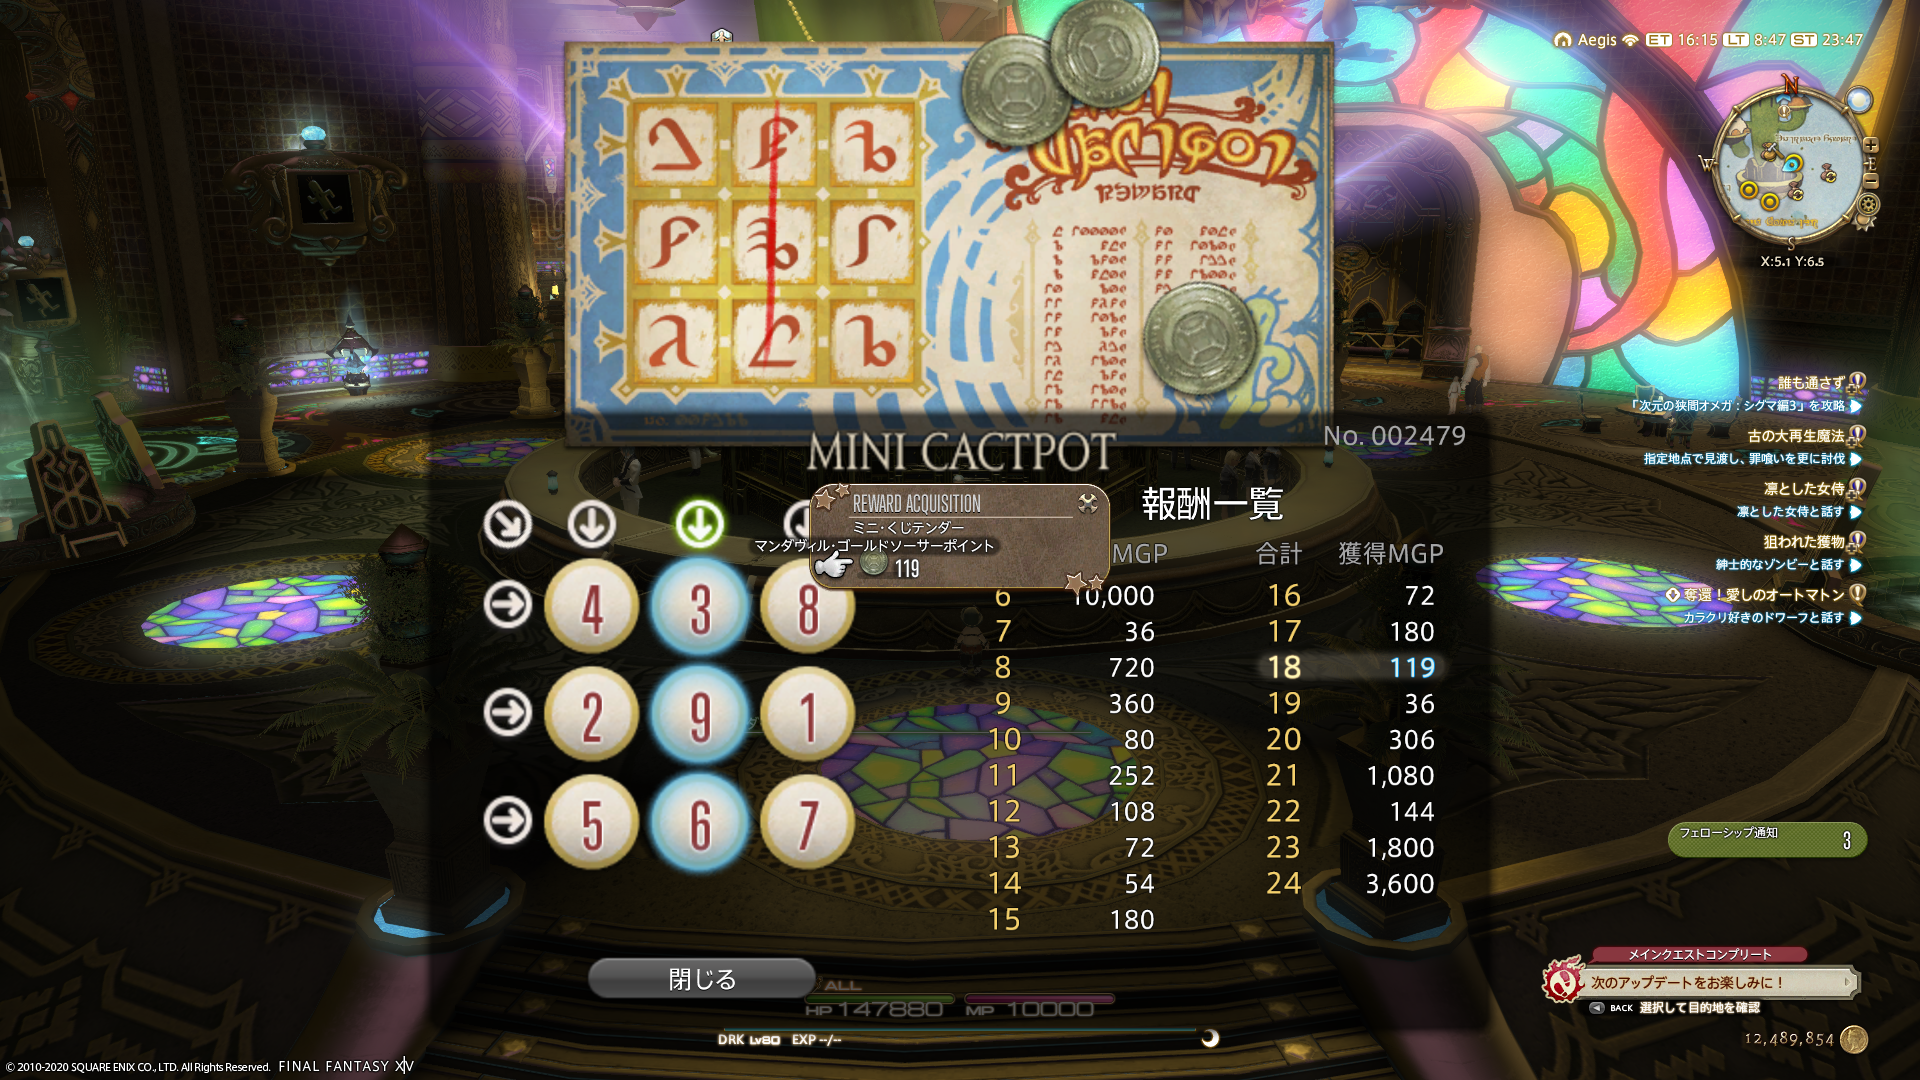 Aegis ET 16:15 LT 8:47 ST 23:47
N
W
E
S
X:5.1 Y:6.5
No. 002479
MINI CACTPOT
REWARD ACQUISITION
ミニ・くじテンダー
マンダヴィル・ゴールドソーサーポイント
119
報酬一覧
MGP 合計 獲得MGP
4 3 8
2 9 1
5 6 7
6 10,000 16 72
7 36 17 180
8 720 18 119
9 360 19 36
10 80 20 306
11 252 21 1,080
12 108 22 144
13 72 23 1,800
14 54 24 3,600
15 180
閉じる
ALL
HP 147880 MP 10000
DRK Lv80 EXP --/--
誰も通さず
「次元の狭間オメガ：シグマ編3」を攻略
古の大再生魔法
指定地点で見渡し、罪喰いを更に討伐
凛とした女侍
凛とした女侍と話す
狙われた獲物
紳士的なゾンビーと話す
奪還！愛しのオートマトン
カラクリ好きのドワーフと話す
フェローシップ通知 3
メインクエストコンプリート
次のアップデートをお楽しみに！
BACK 選択して目的地を確認
12,489,854
© 2010-2020 SQUARE ENIX CO., LTD. All Rights Reserved. FINAL FANTASY XIV